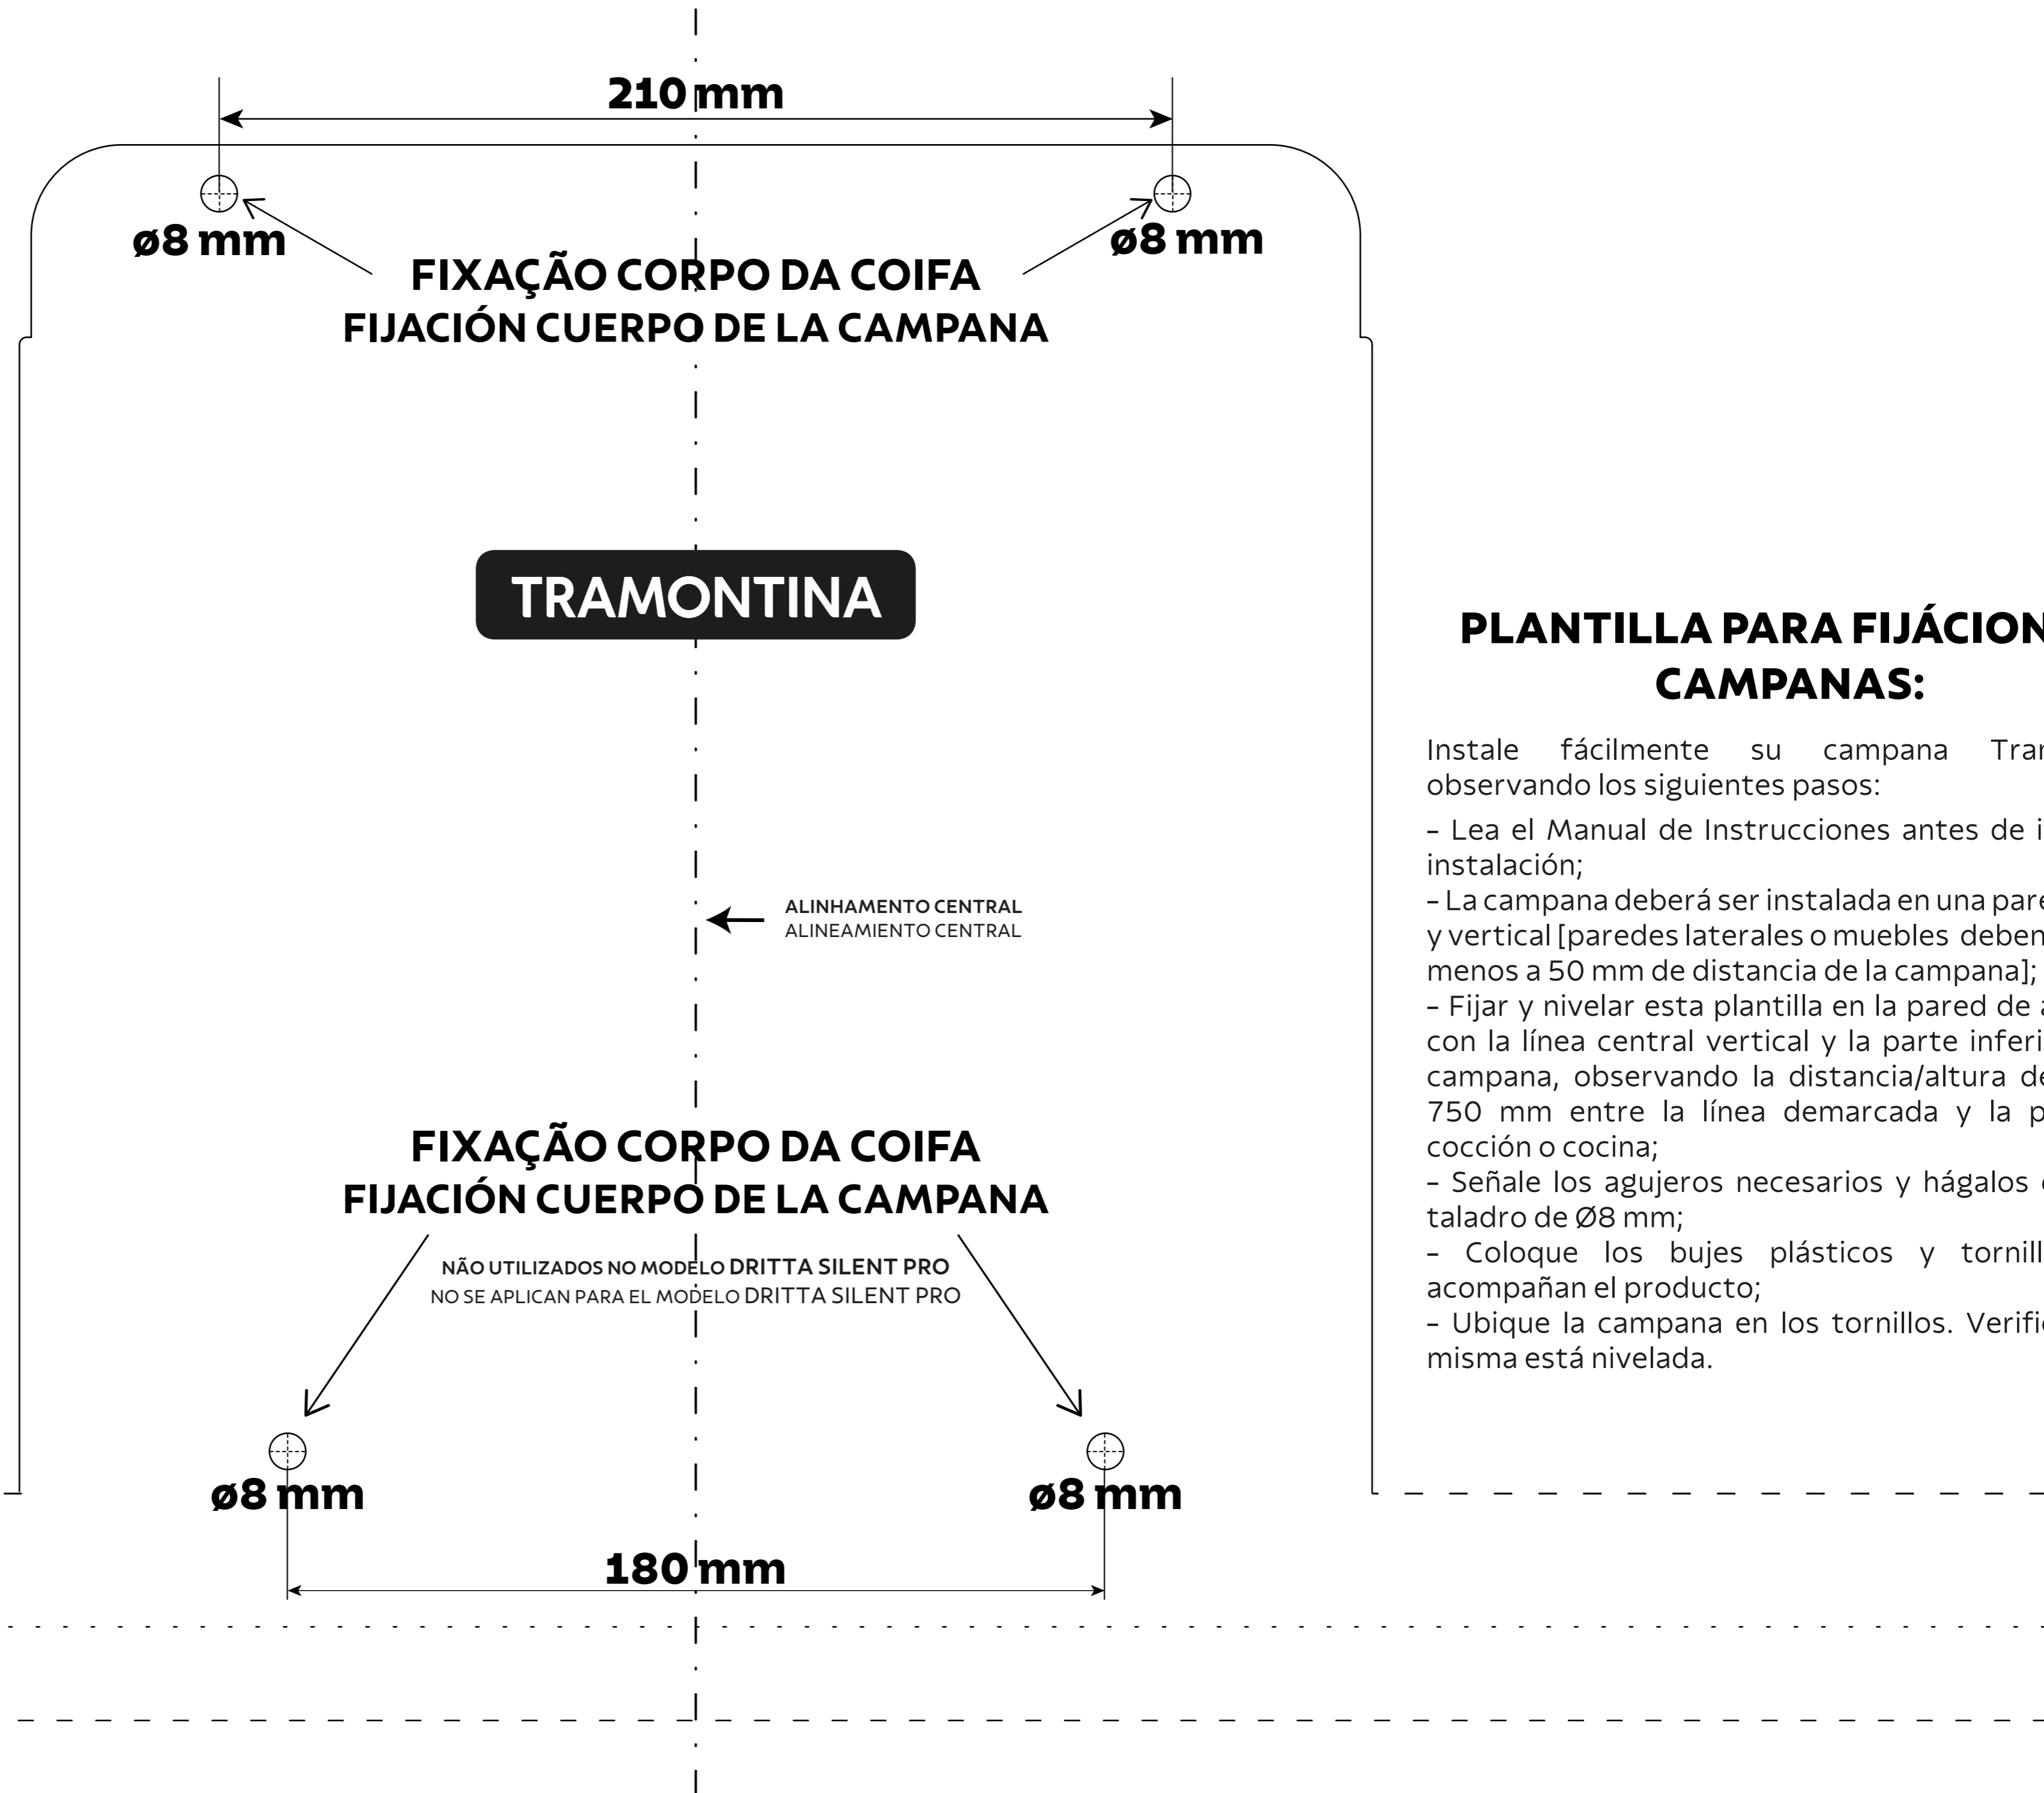 210 mm
ø8 mm
ø8 mm
FIXAÇÃO CORPO DA COIFA
FIJACIÓN CUERPO DE LA CAMPANA
TRAMONTINA
ALINHAMENTO CENTRAL
ALINEAMIENTO CENTRAL
FIXAÇÃO CORPO DA COIFA
FIJACIÓN CUERPO DE LA CAMPANA
NÃO UTILIZADOS NO MODELO DRITTA SILENT PRO
NO SE APLICAN PARA EL MODELO DRITTA SILENT PRO
ø8 mm
ø8 mm
180 mm
PLANTILLA PARA FIJÁCION
CAMPANAS:
Instale fácilmente su campana
observando los siguientes pasos:
- Lea el Manual de Instrucciones antes de
instalación;
- La campana deberá ser instalada en una
y vertical [paredes laterales o muebles deben
menos a 50 mm de distancia de la campana];
- Fijar y nivelar esta plantilla en la pared de
con la línea central vertical y la parte
campana, observando la distancia/altura
750 mm entre la línea demarcada y la
cocción o cocina;
- Señale los agujeros necesarios y hágalos
taladro de Ø8 mm;
- Coloque los bujes plásticos y
acompañan el producto;
- Ubique la campana en los tornillos.
misma está nivelada.